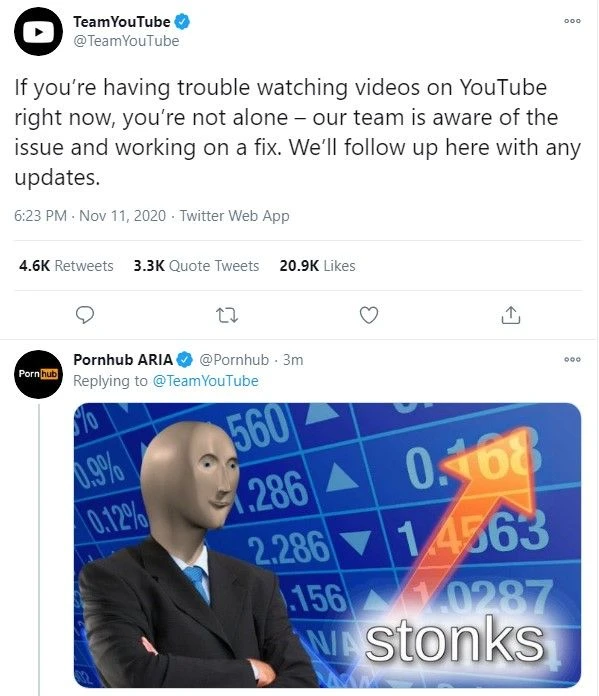 TeamYouTube
@TeamYouTube
If you're having trouble watching videos on YouTube
right now, you're not alone – our team is aware of the
issue and working on a fix. We'll follow up here with any
updates.
6:23 PM · Nov 11, 2020 · Twitter Web App
4.6K Retweets 3.3K Quote Tweets 20.9K Likes
Pornhub ARIA @Pornhub · 3m
Porn hub
Replying to @TeamYouTube
%
560
0.9%
0.168
.286
0.12%
1.4563
2.286
.156
1.0287
N/A
stonks